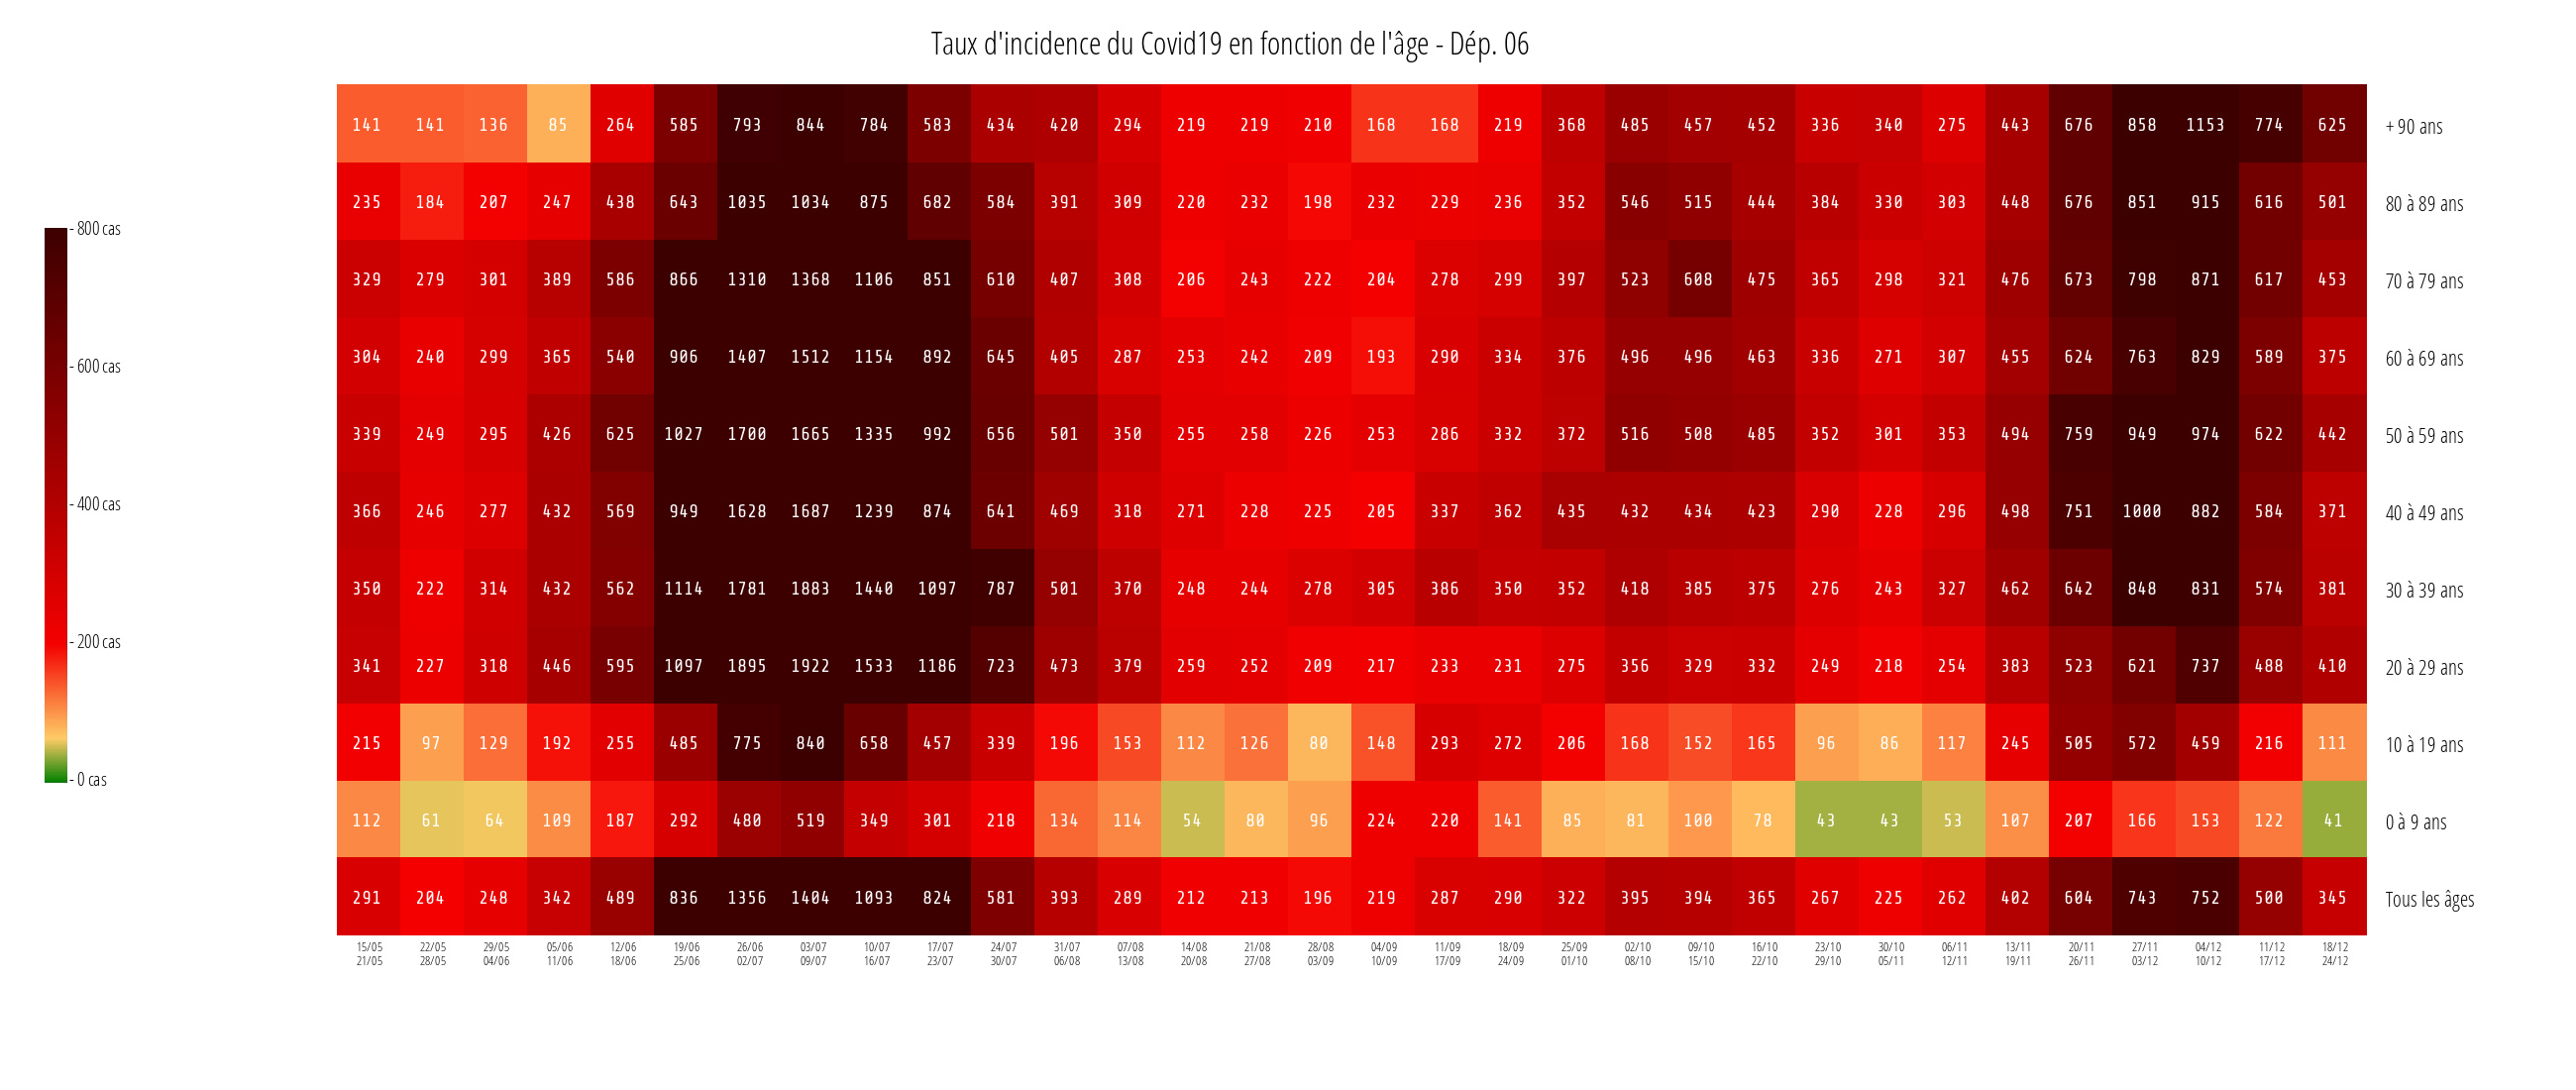 Taux d'incidence du Covid19 en fonction de l'âge - Dép. 06
141 141 136 85 264 585 793 844 784 583 434 420 294 219 219 210 168 168 219 368 485 457 452 336 340 275 443 676 858 1153 774 625 + 90 ans
235 184 207 247 438 643 1035 1034 875 682 584 391 309 220 232 198 232 229 236 352 546 515 444 384 330 303 448 676 851 915 616 501 80 à 89 ans
- 800 cas
329 279 301 389 586 866 1310 1368 1106 851 610 407 308 206 243 222 204 278 299 397 523 608 475 365 298 321 476 673 798 871 617 453 70 à 79 ans
304 240 299 365 540 906 1407 1512 1154 892 645 405 287 253 242 209 193 290 334 376 496 496 463 336 271 307 455 624 763 829 589 375 60 à 69 ans
- 600 cas
339 249 295 426 625 1027 1700 1665 1335 992 656 501 350 255 258 226 253 286 332 372 516 508 485 352 301 353 494 759 949 974 622 442 50 à 59 ans
- 400 cas
366 246 277 432 569 949 1628 1687 1239 874 641 469 318 271 228 225 205 337 362 435 432 434 423 290 228 296 498 751 1000 882 584 371 40 à 49 ans
350 222 314 432 562 1114 1781 1883 1440 1097 787 501 370 248 244 278 305 386 350 352 418 385 375 276 243 327 462 642 848 831 574 381 30 à 39 ans
- 200 cas
341 227 318 446 595 1097 1895 1922 1533 1186 723 473 379 259 252 209 217 233 231 275 356 329 332 249 218 254 383 523 621 737 488 410 20 à 29 ans
215 97 129 192 255 485 775 840 658 457 339 196 153 112 126 80 148 293 272 206 168 152 165 96 86 117 245 505 572 459 216 111 10 à 19 ans
- 0 cas
112 61 64 109 187 292 480 519 349 301 218 134 114 54 80 96 224 220 141 85 81 100 78 43 43 53 107 207 166 153 122 41 0 à 9 ans
291 204 248 342 489 836 1356 1404 1093 824 581 393 289 212 213 196 219 287 290 322 395 394 365 267 225 262 402 604 743 752 500 345 Tous les âges
15/05 22/05 29/05 05/06 12/06 19/06 26/06 03/07 10/07 17/07 24/07 31/07 07/08 14/08 21/08 28/08 04/09 11/09 18/09 25/09 02/10 09/10 16/10 23/10 30/10 06/11 13/11 20/11 27/11 04/12 11/12 18/12
21/05 28/05 04/06 11/06 18/06 25/06 02/07 09/07 16/07 23/07 30/07 06/08 13/08 20/08 27/08 03/09 10/09 17/09 24/09 01/10 08/10 15/10 22/10 29/10 05/11 12/11 19/11 26/11 03/12 10/12 17/12 24/12